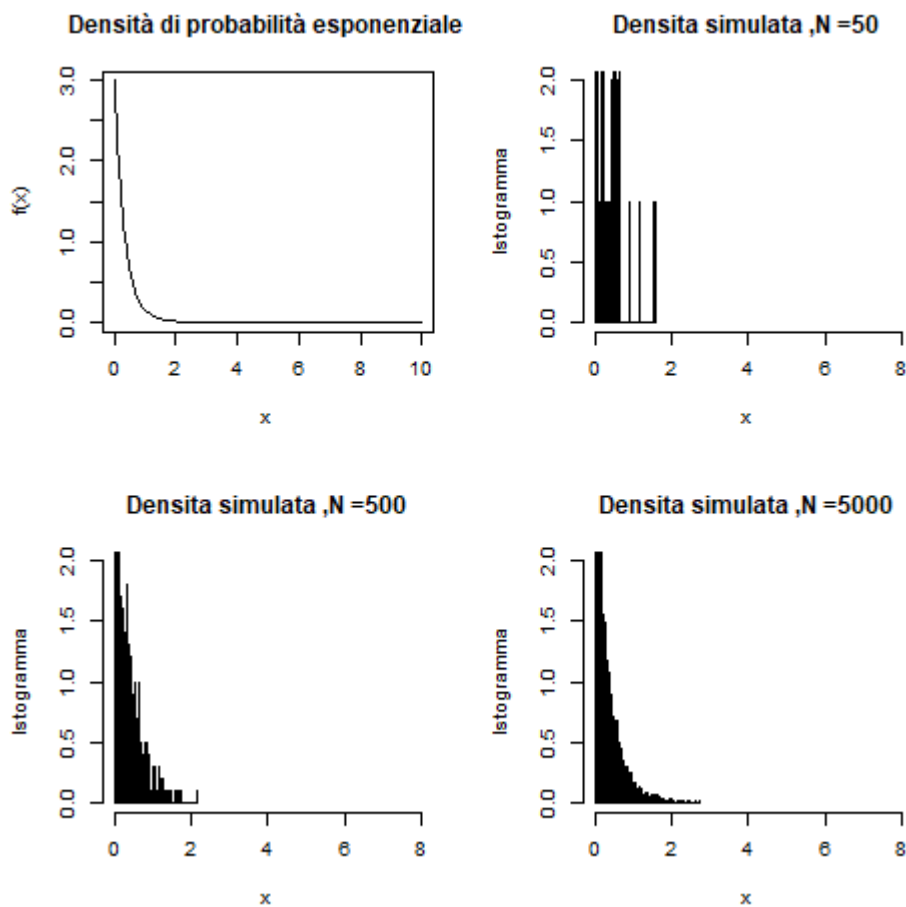 Densità di probabilità esponenziale
3.0
1.0
0.0
f(x)
0 2 4 6 8 10
x
Densita simulata ,N =50
2.0
1.5
1.0
0.5
0.0
Istogramma
0 2 4 6 8
x
Densita simulata ,N =500
2.0
1.5
1.0
0.5
0.0
Istogramma
0 2 4 6 8
x
Densita simulata ,N =5000
2.0
1.5
1.0
0.5
0.0
Istogramma
0 2 4 6 8
x